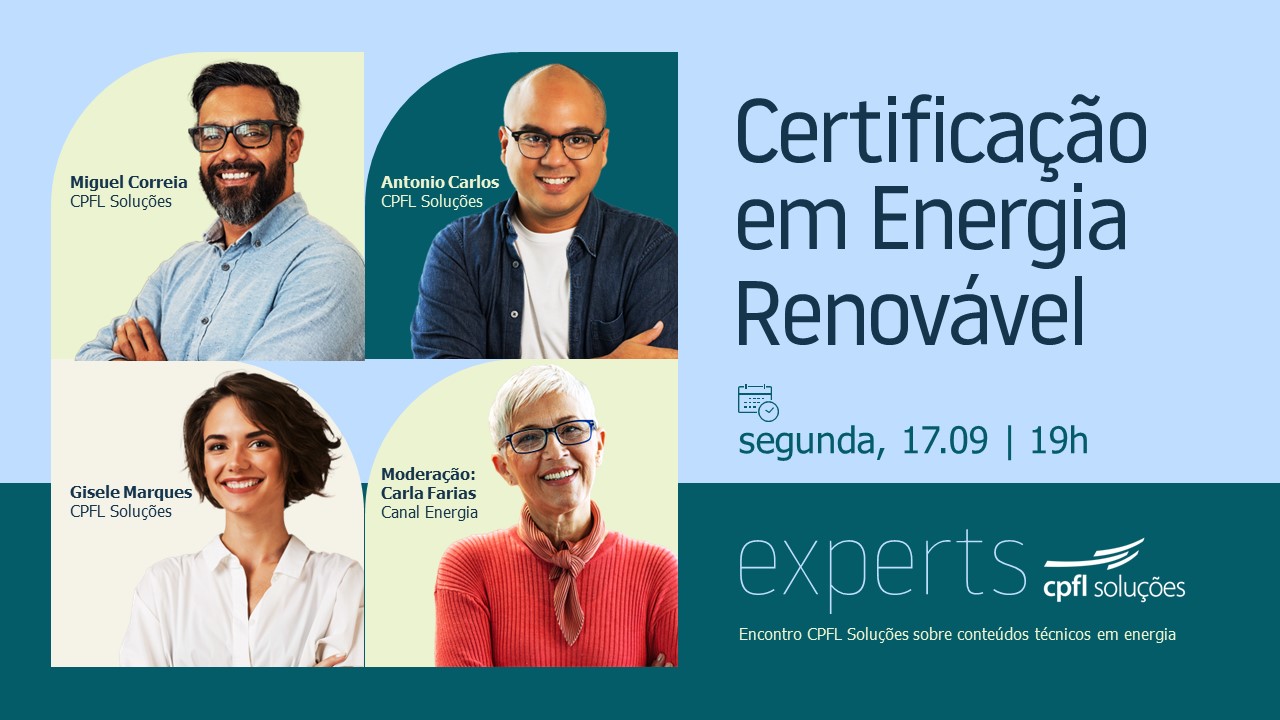 Miguel Correia
CPFL Soluções
Antonio Carlos
CPFL Soluções
Gisele Marques
CPFL Soluções
Moderação:
Carla Farias
Canal Energia
Certificação
em Energia
Renovável
segunda, 17.09 | 19h
experts
cpfl soluções
Encontro CPFL Soluções sobre conteúdos técnicos em energia